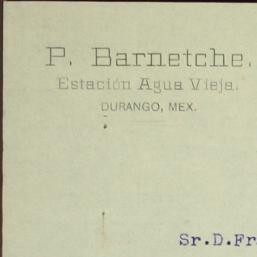 P. Barnetche.
Estación Agua Vieja.
DURANGO, MEX.
Sr.D.Fr